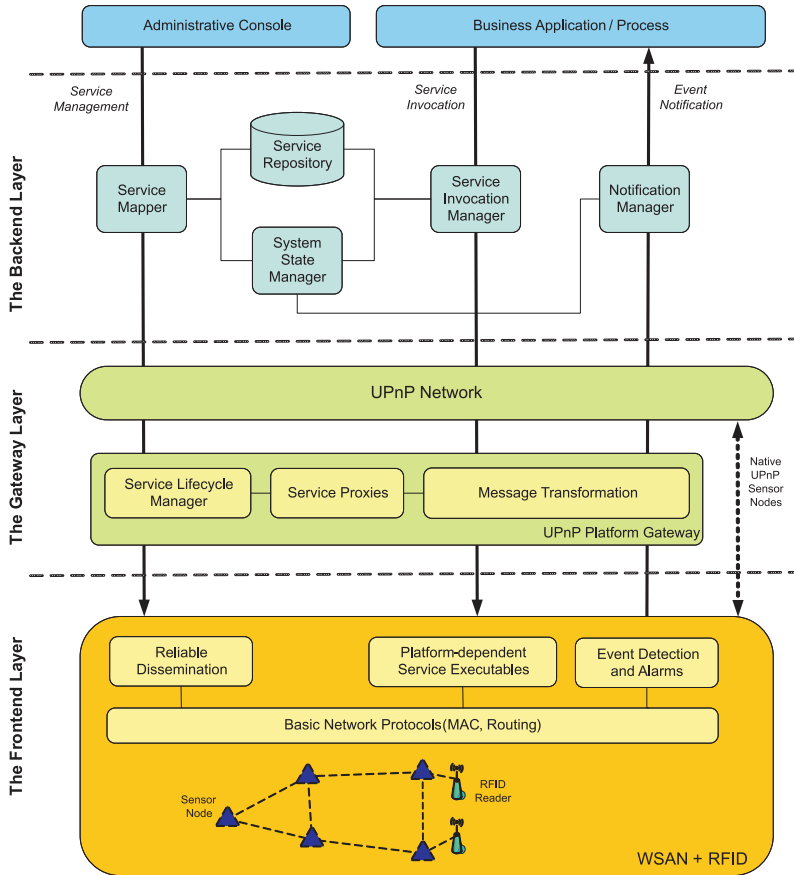 Administrative Console
Business Application / Process
Service
Management
Service
Invocation
Event
Notification
The Backend Layer
Service
Repository
Service
Mapper
Service
Invocation
Manager
Notification
Manager
System
State
Manager
The Gateway Layer
UPnP Network
Native
UPnP
Sensor
Nodes
Service Lifecycle
Manager
Service Proxies
Message Transformation
UPnP Platform Gateway
The Frontend Layer
Reliable
Dissemination
Platform-dependent
Service Executables
Event Detection
and Alarms
Basic Network Protocols(MAC, Routing)
Sensor
Node
RFID
Reader
WSAN + RFID